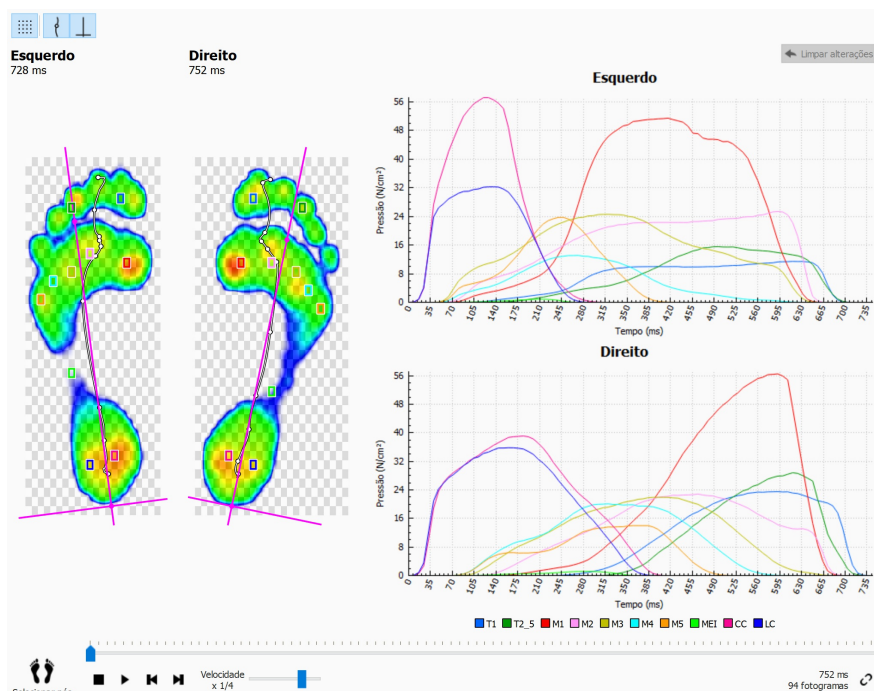 Esquerdo
728 ms
Direito
752 ms
Limpar alterações
Esquerdo
Pressão (N/cm²)
56
48
40
32
24
16
8
0
0 35 70 105 140 175 210 245 280 315 350 385 420 455 490 525 560 595 630 665 700 735
Tempo (ms)
Direito
Pressão (N/cm²)
56
48
40
32
24
16
8
0
0 35 70 105 140 175 210 245 280 315 350 385 420 455 490 525 560 595 630 665 700 735
Tempo (ms)
T1 T2_5 M1 M2 M3 M4 M5 MEI CC LC
Velocidade
x 1/4
752 ms
94 fotogramas